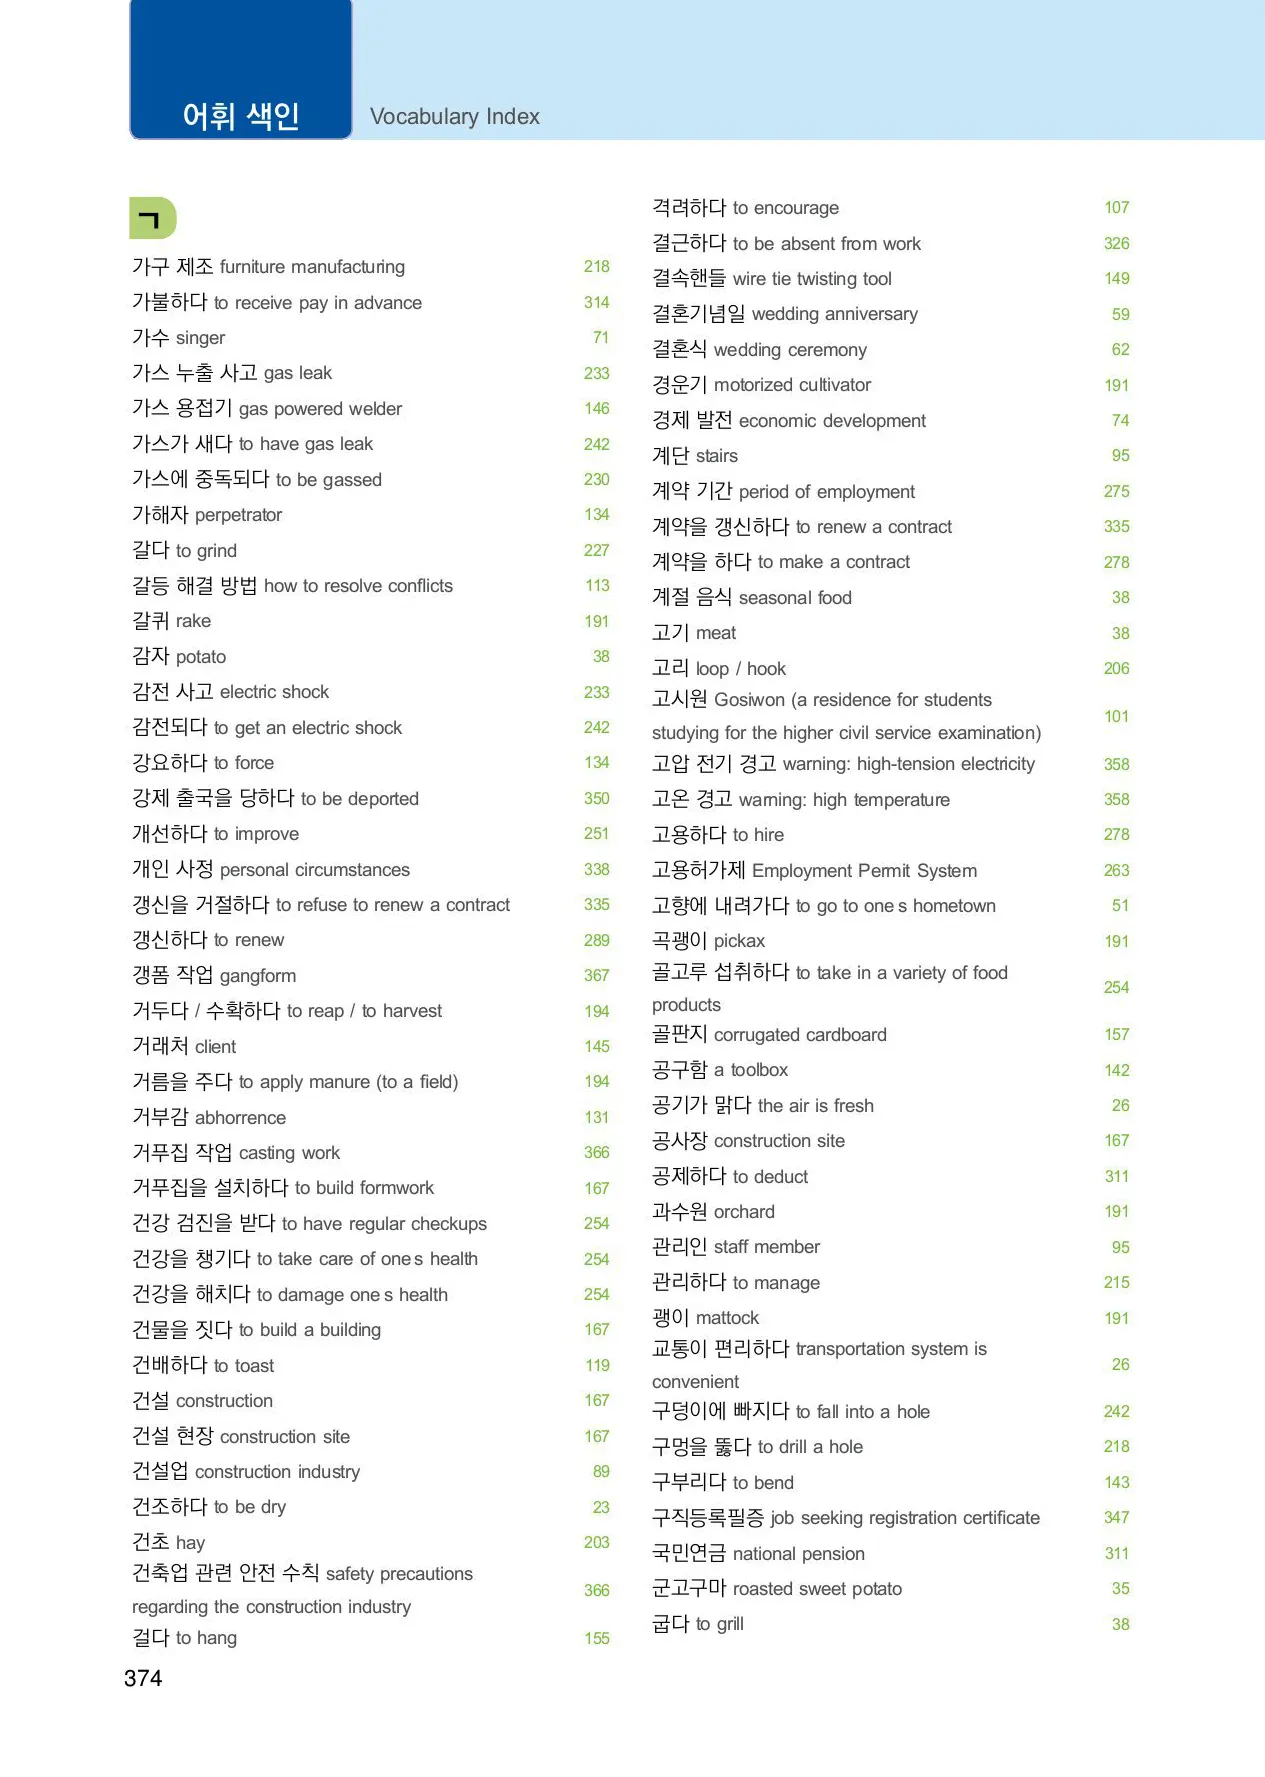 어휘 색인 Vocabulary Index
ㄱ
가구 제조 furniture manufacturing 218
가불하다 to receive pay in advance 314
가수 singer 71
가스 누출 사고 gas leak 233
가스 용접기 gas powered welder 146
가스가 새다 to have gas leak 242
가스에 중독되다 to be gassed 230
가해자 perpetrator 134
갈다 to grind 227
갈등 해결 방법 how to resolve conflicts 113
갈퀴 rake 191
감자 potato 38
감전 사고 electric shock 233
감전되다 to get an electric shock 242
강요하다 to force 134
강제 출국을 당하다 to be deported 350
개선하다 to improve 251
개인 사정 personal circumstances 338
갱신을 거절하다 to refuse to renew a contract 335
갱신하다 to renew 289
갱폼 작업 gangform 367
거두다 / 수확하다 to reap / to harvest 194
거래처 client 145
거름을 주다 to apply manure (to a field) 194
거부감 abhorrence 131
거푸집 작업 casting work 366
거푸집을 설치하다 to build formwork 167
건강 검진을 받다 to have regular checkups 254
건강을 챙기다 to take care of one s health 254
건강을 해치다 to damage one s health 254
건물을 짓다 to build a building 167
건배하다 to toast 119
건설 construction 167
건설 현장 construction site 167
건설업 construction industry 89
건조하다 to be dry 23
건초 hay 203
건축업 관련 안전 수칙 safety precautions
regarding the construction industry 366
걸다 to hang 155
격려하다 to encourage 107
결근하다 to be absent from work 326
결속핸들 wire tie twisting tool 149
결혼기념일 wedding anniversary 59
결혼식 wedding ceremony 62
경운기 motorized cultivator 191
경제 발전 economic development 74
계단 stairs 95
계약 기간 period of employment 275
계약을 갱신하다 to renew a contract 335
계약을 하다 to make a contract 278
계절 음식 seasonal food 38
고기 meat 38
고리 loop / hook 206
고시원 Gosiwon (a residence for students
studying for the higher civil service examination) 101
고압 전기 경고 warning: high-tension electricity 358
고온 경고 warning: high temperature 358
고용하다 to hire 278
고용허가제 Employment Permit System 263
고향에 내려가다 to go to one s hometown 51
곡괭이 pickax 191
골고루 섭취하다 to take in a variety of food
products 254
골판지 corrugated cardboard 157
공구함 a toolbox 142
공기가 맑다 the air is fresh 26
공사장 construction site 167
공제하다 to deduct 311
과수원 orchard 191
관리인 staff member 95
관리하다 to manage 215
괭이 mattock 191
교통이 편리하다 transportation system is
convenient 26
구덩이에 빠지다 to fall into a hole 242
구멍을 뚫다 to drill a hole 218
구부리다 to bend 143
구직등록필증 job seeking registration certificate 347
국민연금 national pension 311
군고구마 roasted sweet potato 35
굽다 to grill 38
374